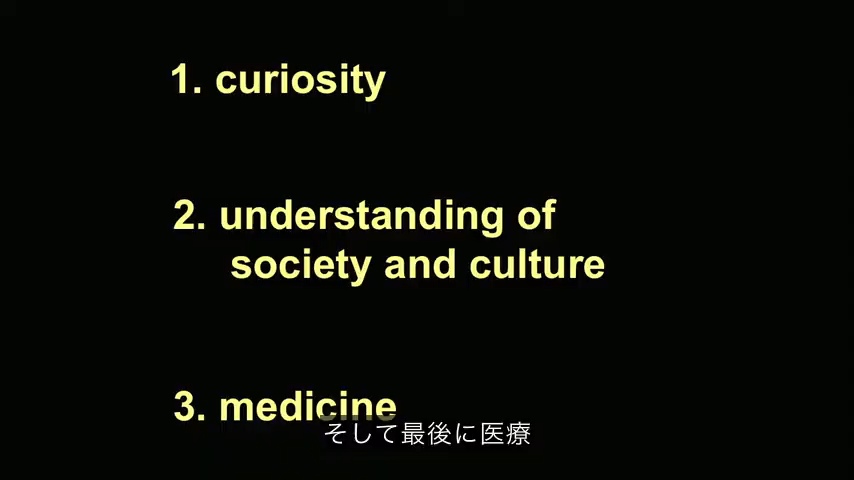 1. curiosity
2. understanding of
society and culture
3. medicine
そして最後に医療